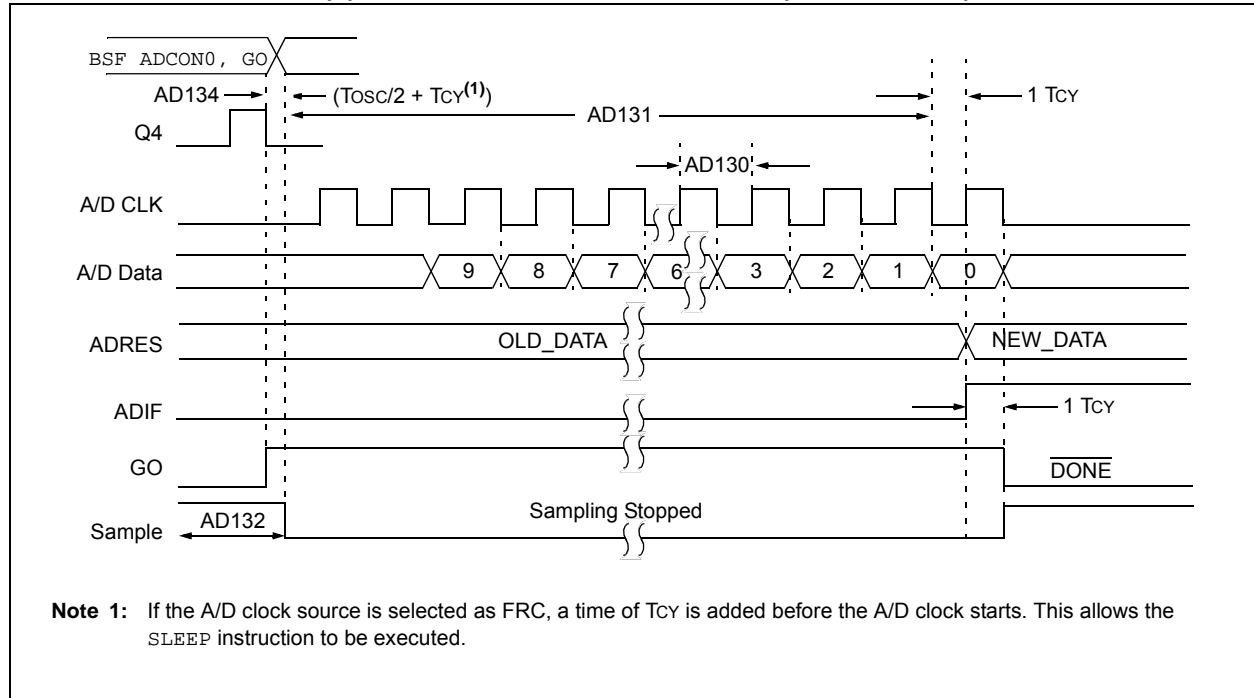 BSF ADCON0, GO
AD134
(TOSC/2 + TCY(1))
1 TCY
AD131
Q4
AD130
A/D CLK
A/D Data
9
8
7
6
3
2
1
0
ADRES
OLD_DATA
NEW_DATA
ADIF
1 TCY
GO
DONE
AD132
Sampling Stopped
Sample
Note 1: If the A/D clock source is selected as FRC, a time of TCY is added before the A/D clock starts. This allows the
SLEEP instruction to be executed.